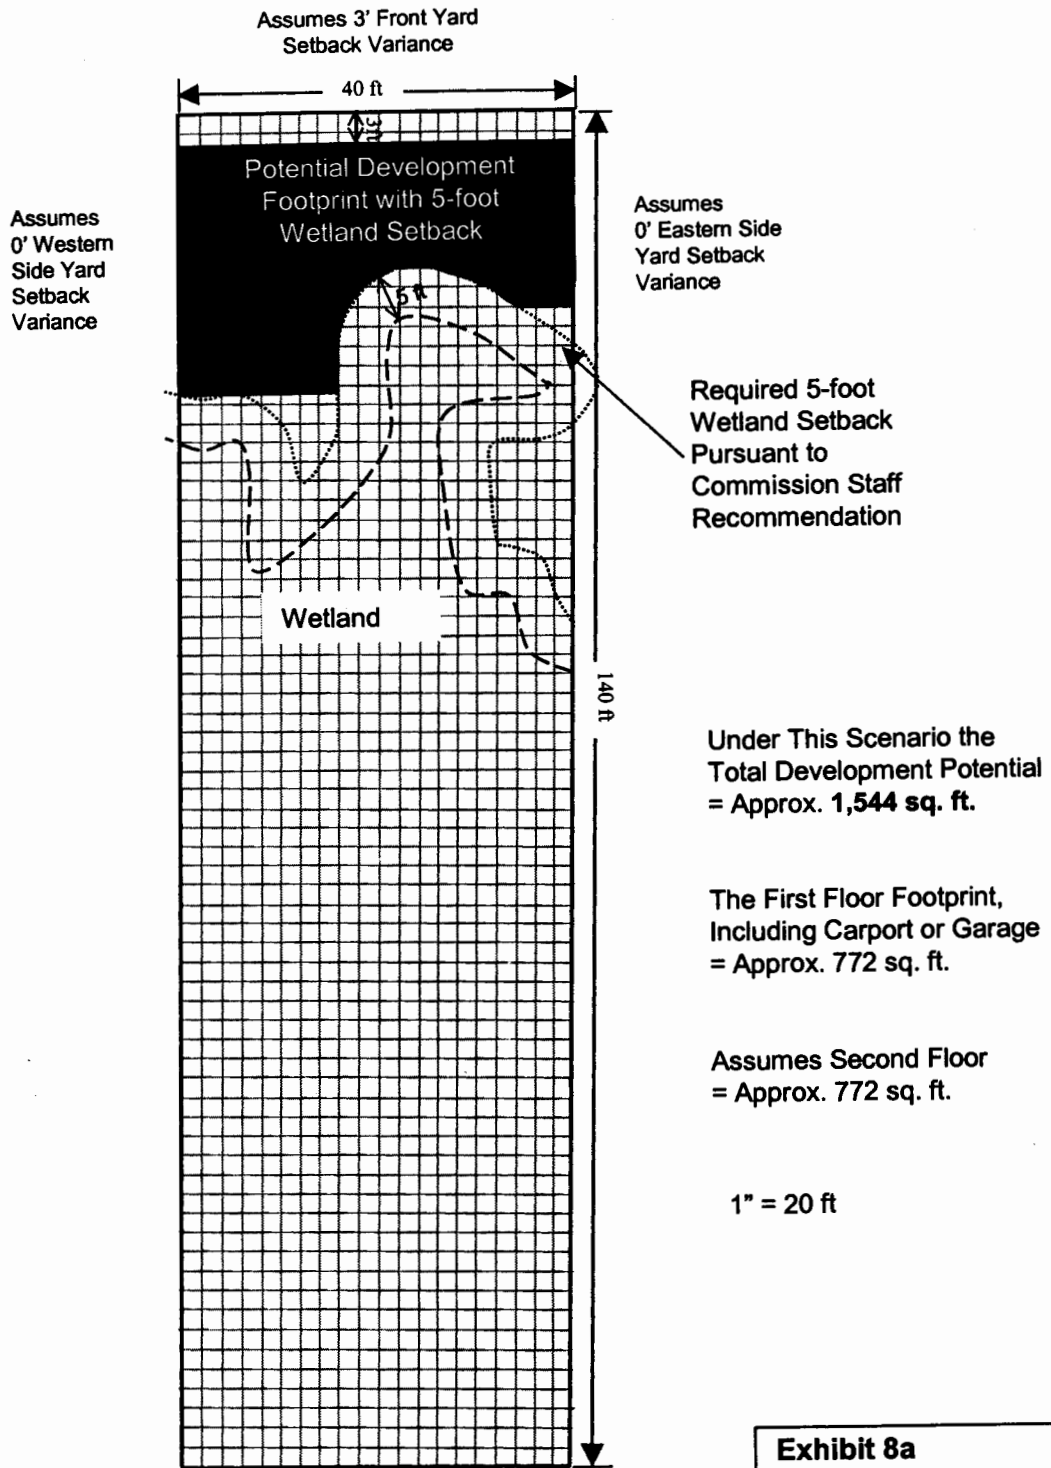 Assumes 3' Front Yard
Setback Variance
40 ft
3ft
Potential Development
Footprint with 5-foot
Wetland Setback
Assumes
0' Western
Side Yard
Setback
Variance
Assumes
0' Eastern Side
Yard Setback
Variance
5 ft
Required 5-foot
Wetland Setback
Pursuant to
Commission Staff
Recommendation
Wetland
140 ft
Under This Scenario the
Total Development Potential
= Approx. 1,544 sq. ft.
The First Floor Footprint,
Including Carport or Garage
= Approx. 772 sq. ft.
Assumes Second Floor
= Approx. 772 sq. ft.
1" = 20 ft
Exhibit 8a